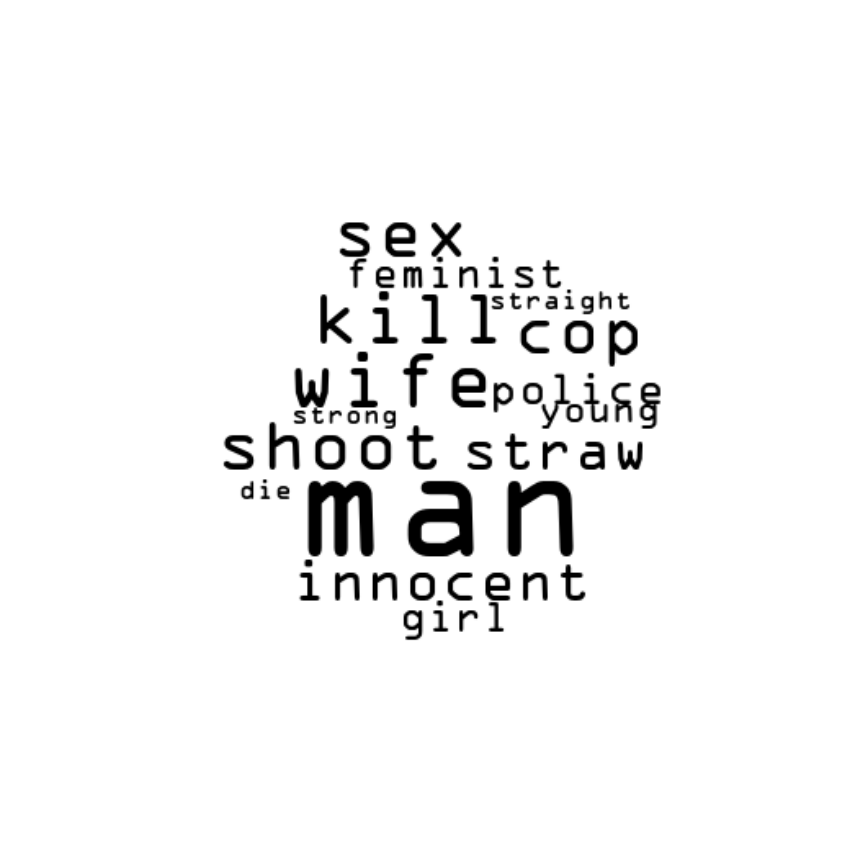 sex
feminist
kill straight
cop
wife police
strong young
shoot straw
die man
innocent
girl